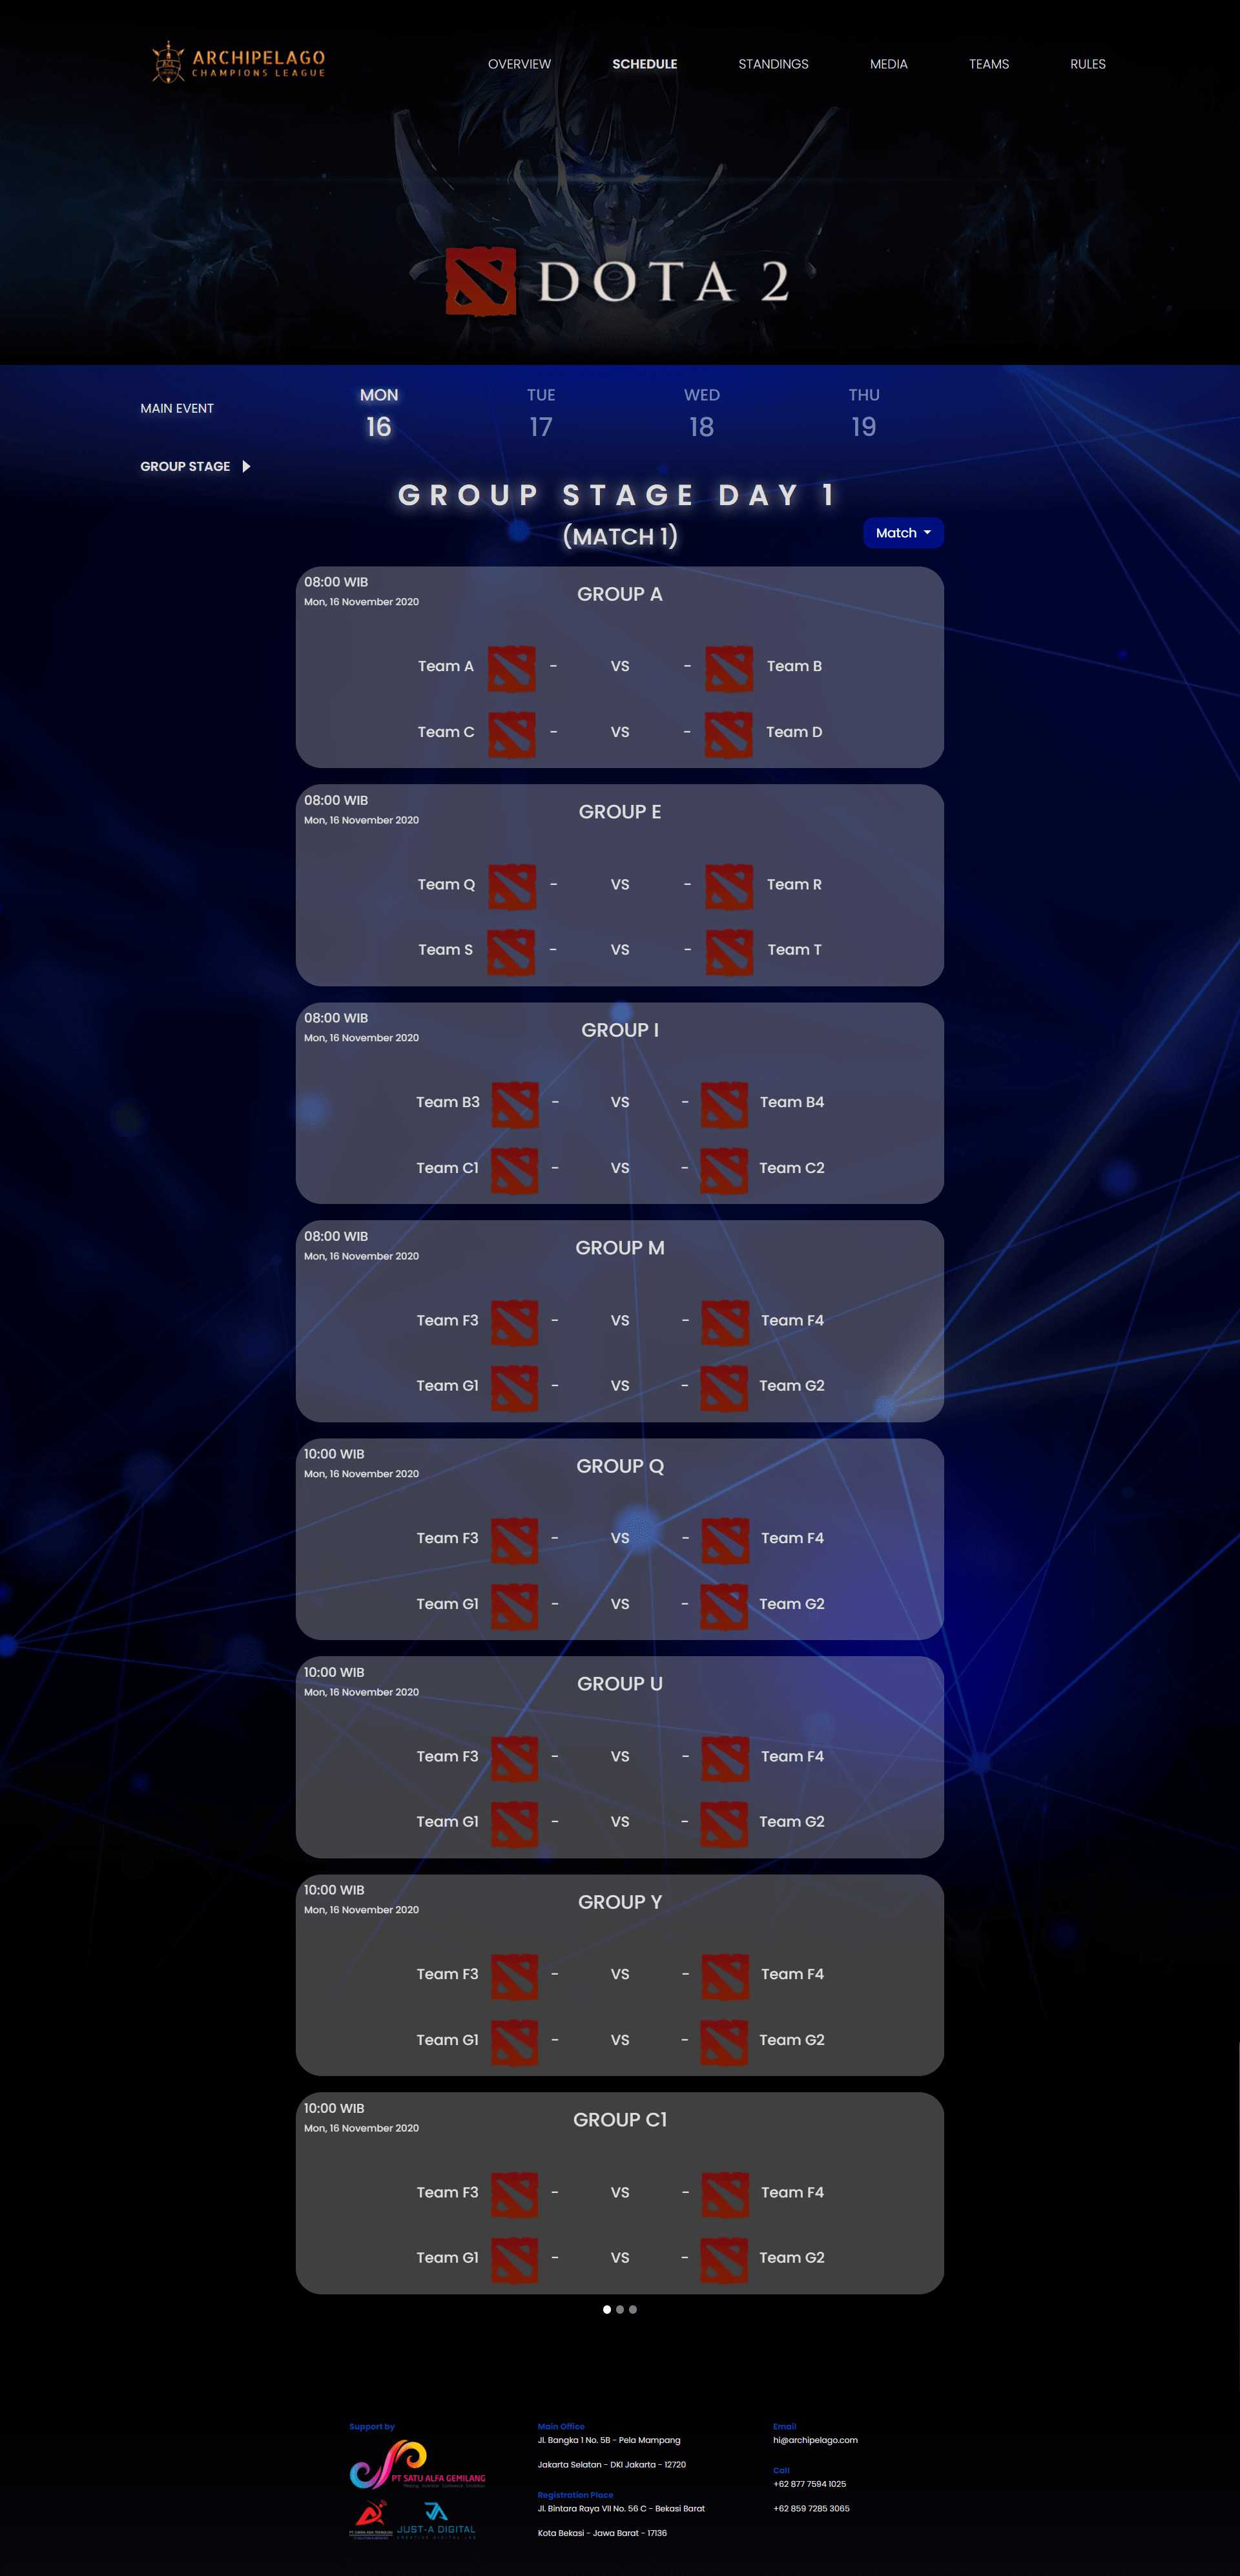 ARCHIPELAGO
CHAMPIONS LEAGUE
OVERVIEW
SCHEDULE
STANDINGS
MEDIA
TEAMS
RULES
DOTA 2
MAIN EVENT
GROUP STAGE
MON
16
TUE
17
WED
18
THU
19
GROUP STAGE DAY 1
(MATCH 1)
Match
08:00 WIB
Mon, 16 November 2020
GROUP A
Team A - VS - Team B
Team C - VS - Team D
08:00 WIB
Mon, 16 November 2020
GROUP E
Team Q - VS - Team R
Team S - VS - Team T
08:00 WIB
Mon, 16 November 2020
GROUP I
Team B3 - VS - Team B4
Team C1 - VS - Team C2
08:00 WIB
Mon, 16 November 2020
GROUP M
Team F3 - VS - Team F4
Team G1 - VS - Team G2
10:00 WIB
Mon, 16 November 2020
GROUP Q
Team F3 - VS - Team F4
Team G1 - VS - Team G2
10:00 WIB
Mon, 16 November 2020
GROUP U
Team F3 - VS - Team F4
Team G1 - VS - Team G2
10:00 WIB
Mon, 16 November 2020
GROUP Y
Team F3 - VS - Team F4
Team G1 - VS - Team G2
10:00 WIB
Mon, 16 November 2020
GROUP C1
Team F3 - VS - Team F4
Team G1 - VS - Team G2
Support by
PT SATU ALFA GEMILANG
JUST-A DIGITAL
CREATIVE DIGITAL LAB
Main Office
Jl. Bangka 1 No. 5B - Pela Mampang
Jakarta Selatan - DKI Jakarta - 12720
Registration Place
Jl. Bintara Raya VII No. 56 C - Bekasi Barat
Kota Bekasi - Jawa Barat - 17136
Email
hi@archipelago.com
Call
+62 877 7594 1025
+62 859 7285 3065